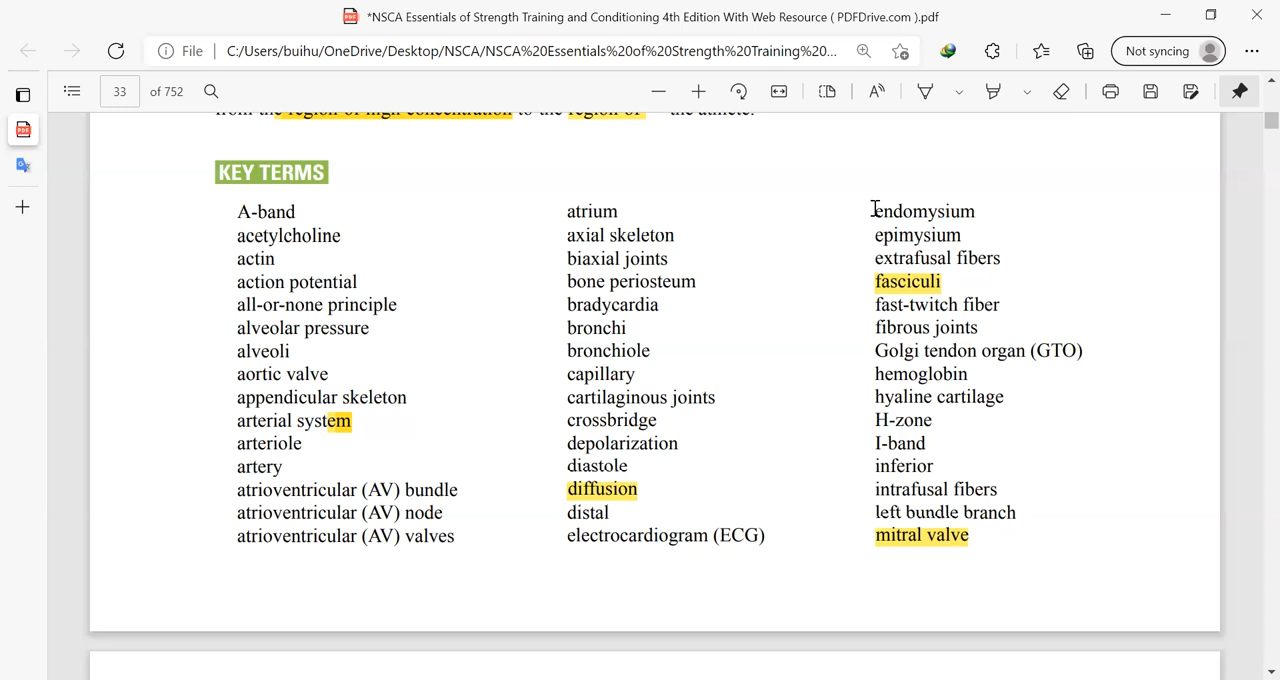 *NSCA Essentials of Strength Training and Conditioning 4th Edition With Web Resource ( PDFDrive.com ).pdf
File
C:/Users/buihu/OneDrive/Desktop/NSCA/NSCA%20Essentials%20of%20Strength%20Training%20...
Not syncing
33
of 752
KEY TERMS
A-band
acetylcholine
actin
action potential
all-or-none principle
alveolar pressure
alveoli
aortic valve
appendicular skeleton
arterial system
arteriole
artery
atrioventricular (AV) bundle
atrioventricular (AV) node
atrioventricular (AV) valves
atrium
axial skeleton
biaxial joints
bone periosteum
bradycardia
bronchi
bronchiole
capillary
cartilaginous joints
crossbridge
depolarization
diastole
diffusion
distal
electrocardiogram (ECG)
endomysium
epimysium
extrafusal fibers
fasciculi
fast-twitch fiber
fibrous joints
Golgi tendon organ (GTO)
hemoglobin
hyaline cartilage
H-zone
I-band
inferior
intrafusal fibers
left bundle branch
mitral valve